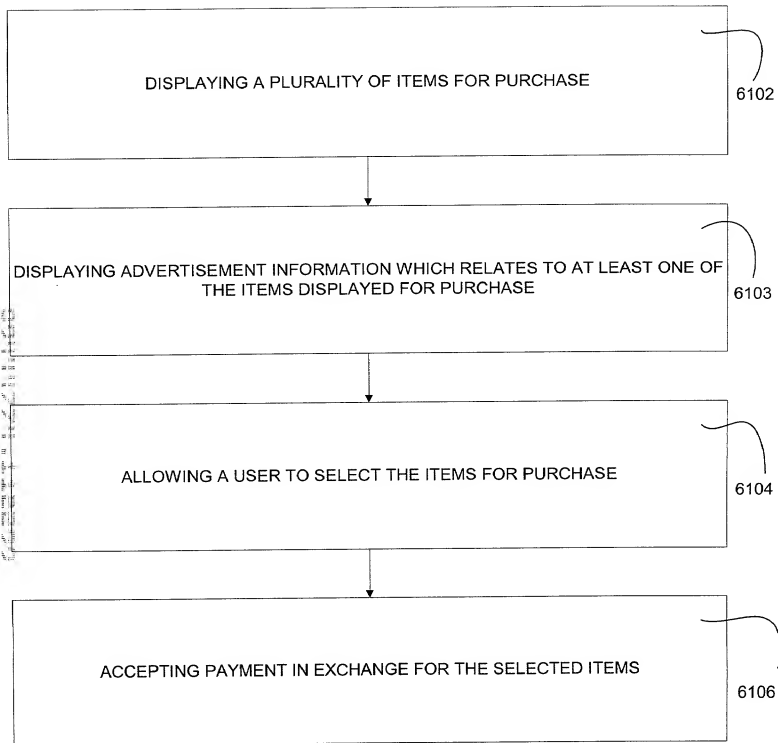 DISPLAYING A PLURALITY OF ITEMS FOR PURCHASE
6102
DISPLAYING ADVERTISEMENT INFORMATION WHICH RELATES TO AT LEAST ONE OF
THE ITEMS DISPLAYED FOR PURCHASE
6103
ALLOWING A USER TO SELECT THE ITEMS FOR PURCHASE
6104
ACCEPTING PAYMENT IN EXCHANGE FOR THE SELECTED ITEMS
6106